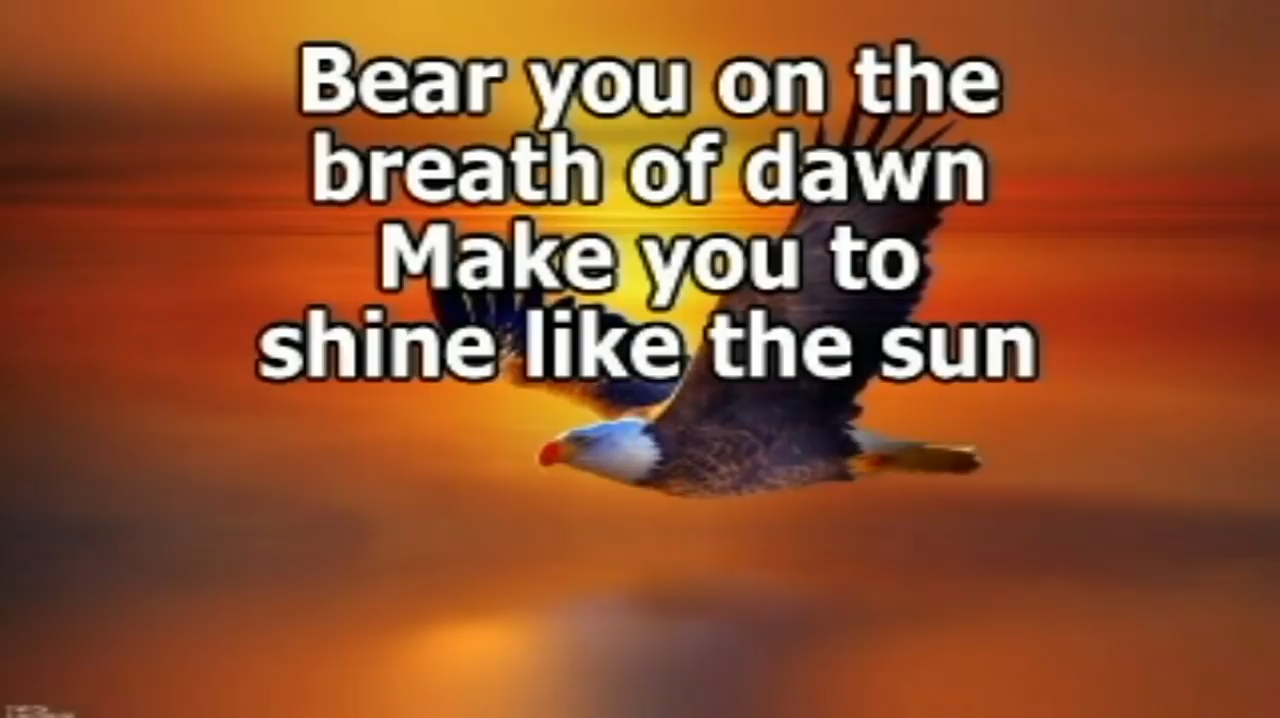 Bear you on the
breath of dawn
Make you to
shine like the sun